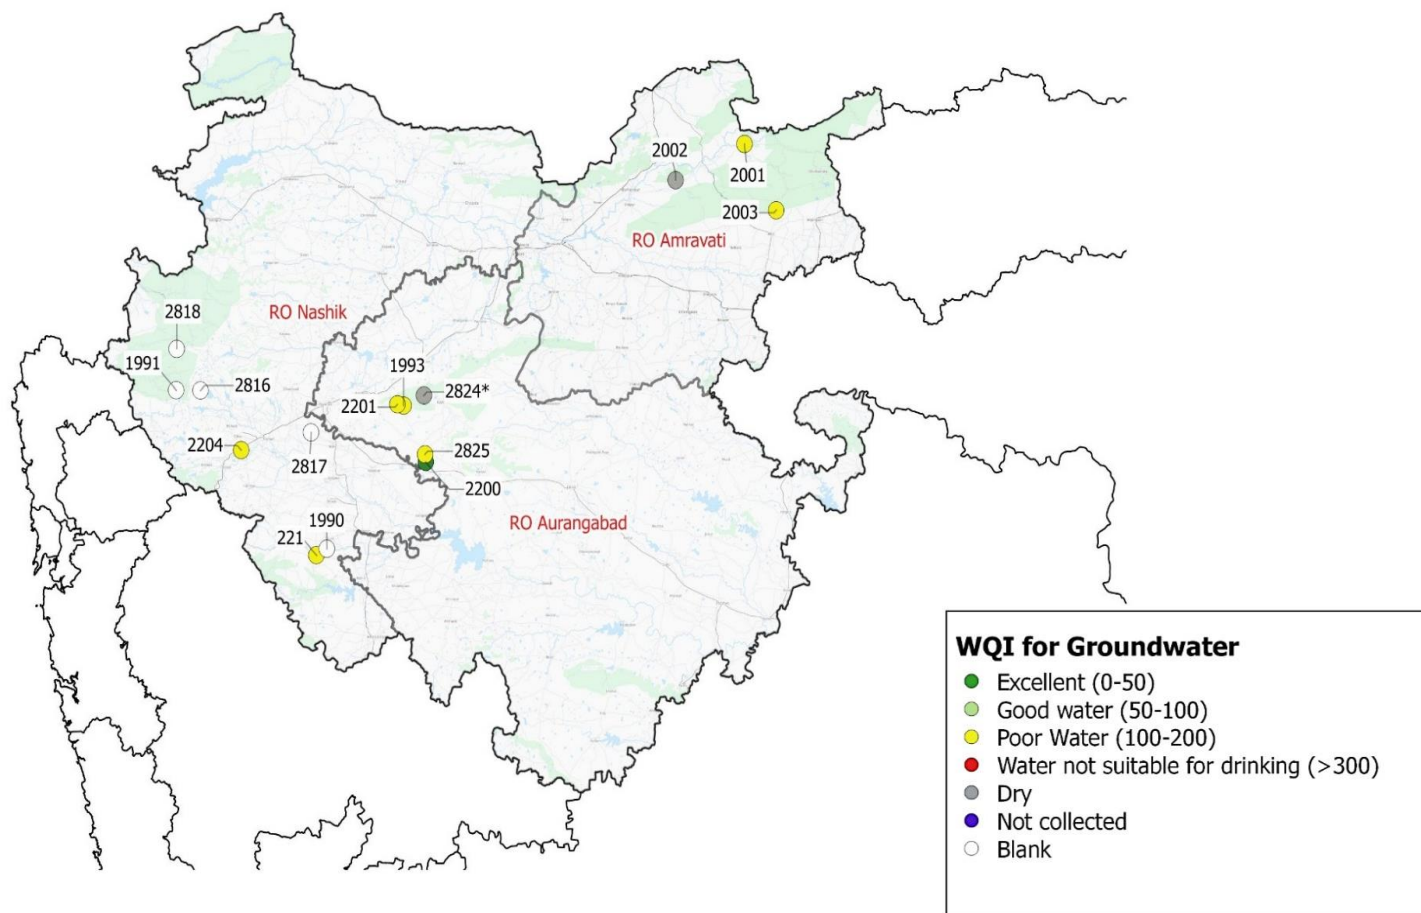 2002
2001
2003
RO Amravati
2818
RO Nashik
1991
2816
1993
2824*
2201
2204
2817
2825
2200
1990
221
RO Aurangabad
WQI for Groundwater
Excellent (0-50)
Good water (50-100)
Poor Water (100-200)
Water not suitable for drinking (>300)
Dry
Not collected
Blank